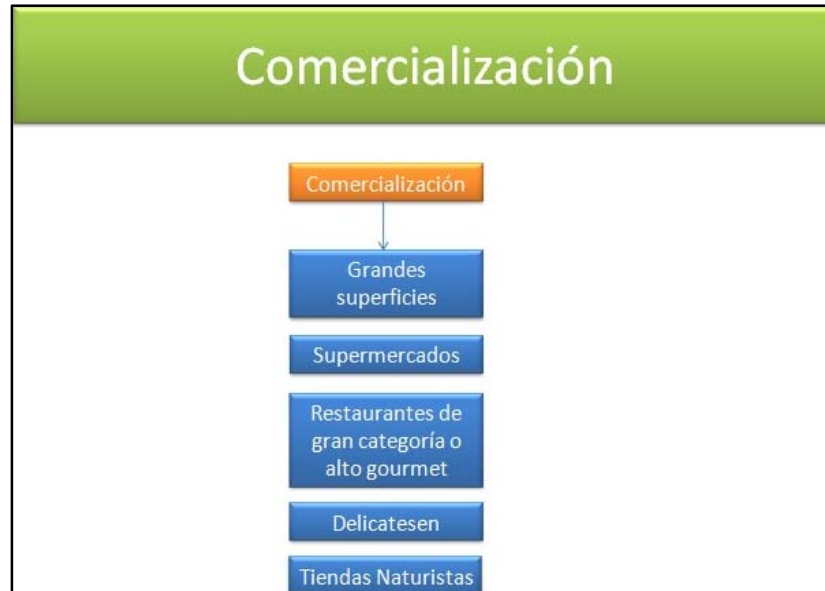 Comercialización
Comercialización
Grandes
superficies
Supermercados
Restaurantes de
gran categoría o
alto gourmet
Delicatesen
Tiendas Naturistas